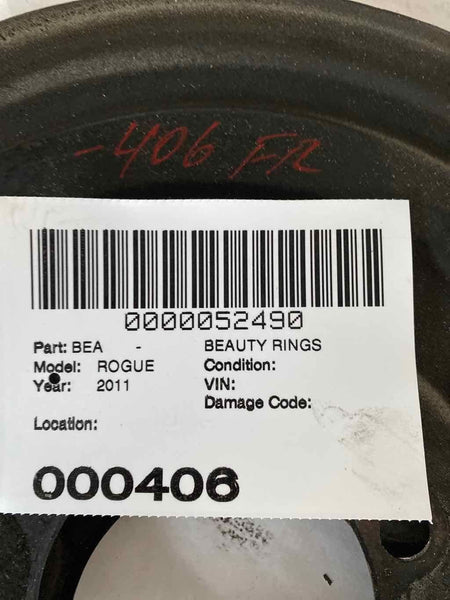 -406 FR
0000052490
Part: BEA - BEAUTY RINGS
Model: ROGUE Condition:
Year: 2011 VIN:
Damage Code:
Location:
000406